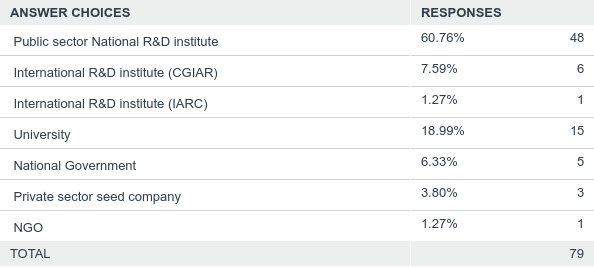 ANSWER CHOICES RESPONSES
Public sector National R&D institute 60.76% 48
International R&D institute (CGIAR) 7.59% 6
International R&D institute (IARC) 1.27% 1
University 18.99% 15
National Government 6.33% 5
Private sector seed company 3.80% 3
NGO 1.27% 1
TOTAL 79